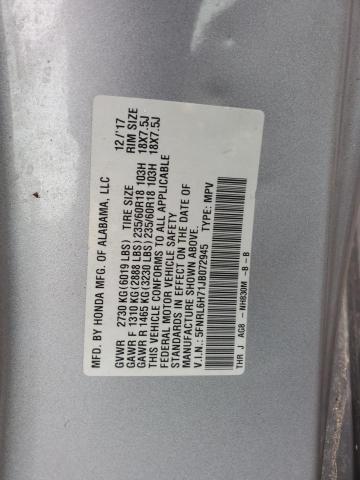 MFD. BY HONDA MFG. OF ALABAMA, LLC 12/'17
GVWR 2730 KG(6019 LBS) TIRE SIZE RIM SIZE
GAWR F 1310 KG(2888 LBS)235/60R18 103H 18X7.5J
GAWR R 1465 KG(3230 LBS)235/60R18 103H 18X7.5J
THIS VEHICLE CONFORMS TO ALL APPLICABLE
FEDERAL MOTOR VEHICLE SAFETY
STANDARDS IN EFFECT ON THE DATE OF
MANUFACTURE SHOWN ABOVE.
V.I.N.: 5FNRL6H71JB072945 TYPE: MPV
THR J AG8 - NH830M -B -B